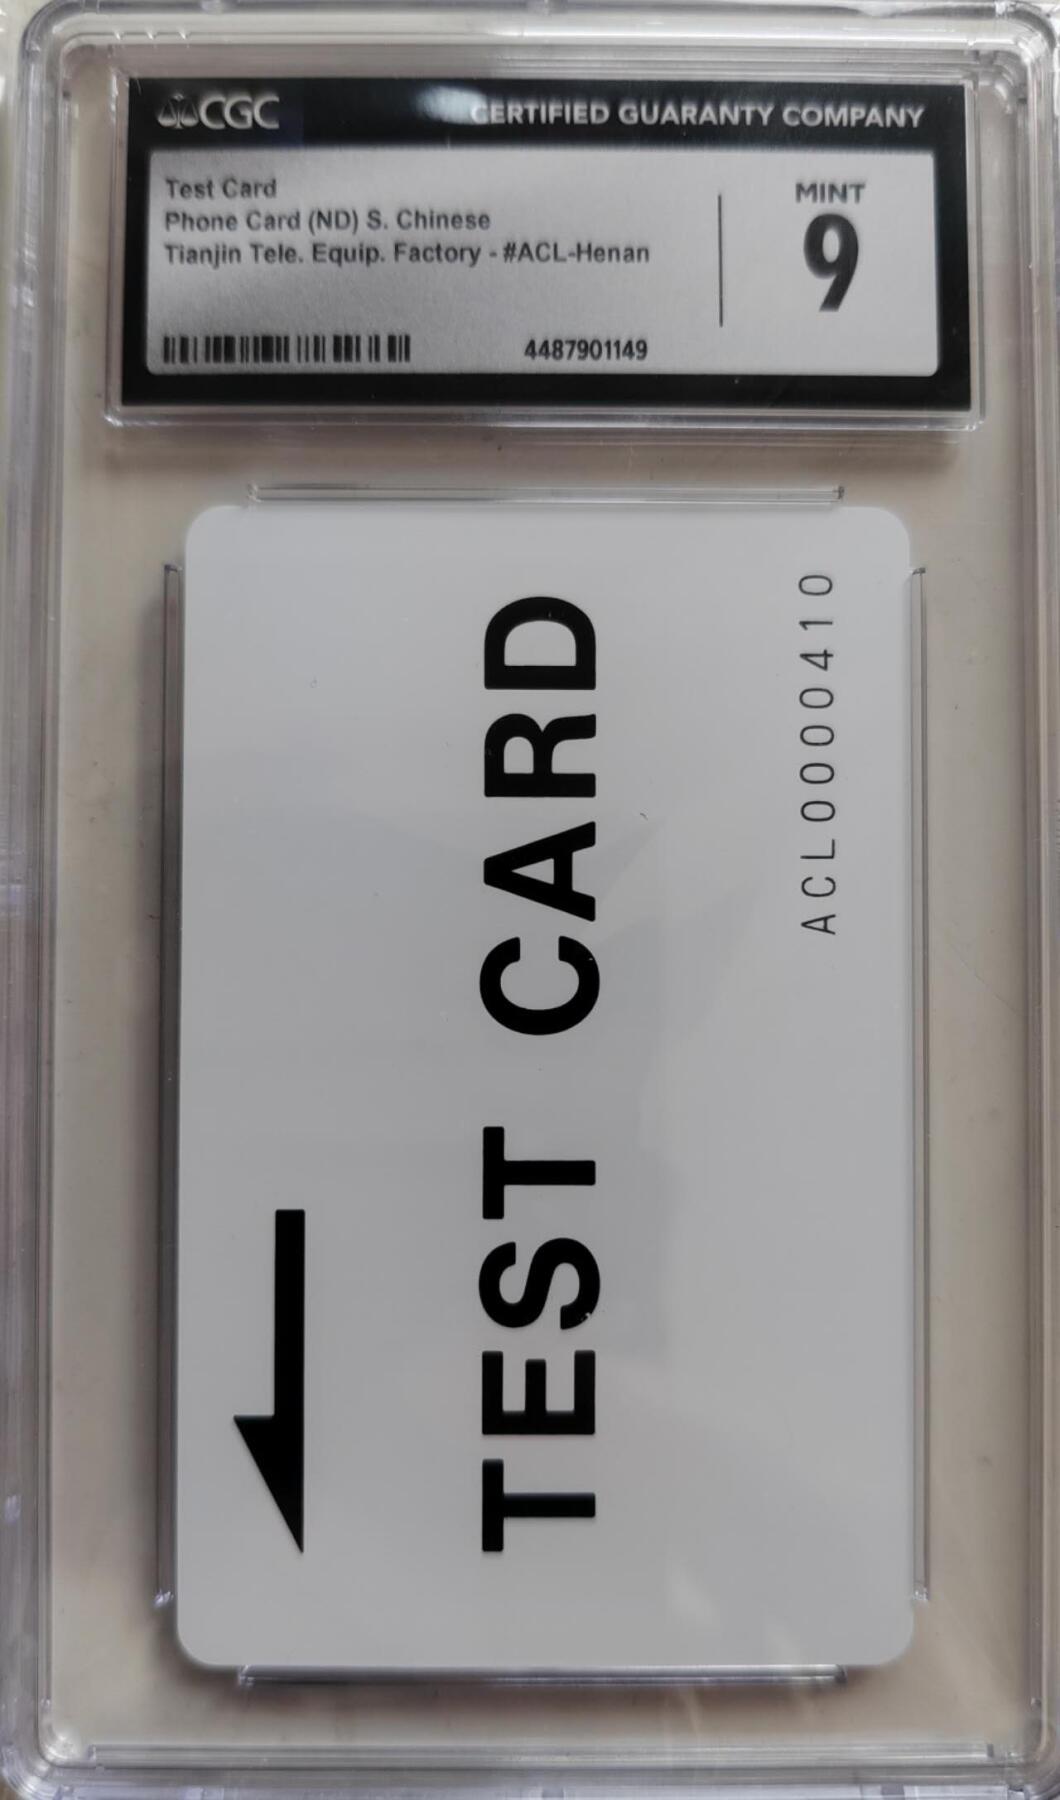 CGC
CERTIFIED GUARANTY COMPANY
Test Card
Phone Card (ND) S. Chinese
Tianjin Tele. Equip. Factory - #ACL-Henan
4487901149
MINT
9
TEST CARD
ACL0000410